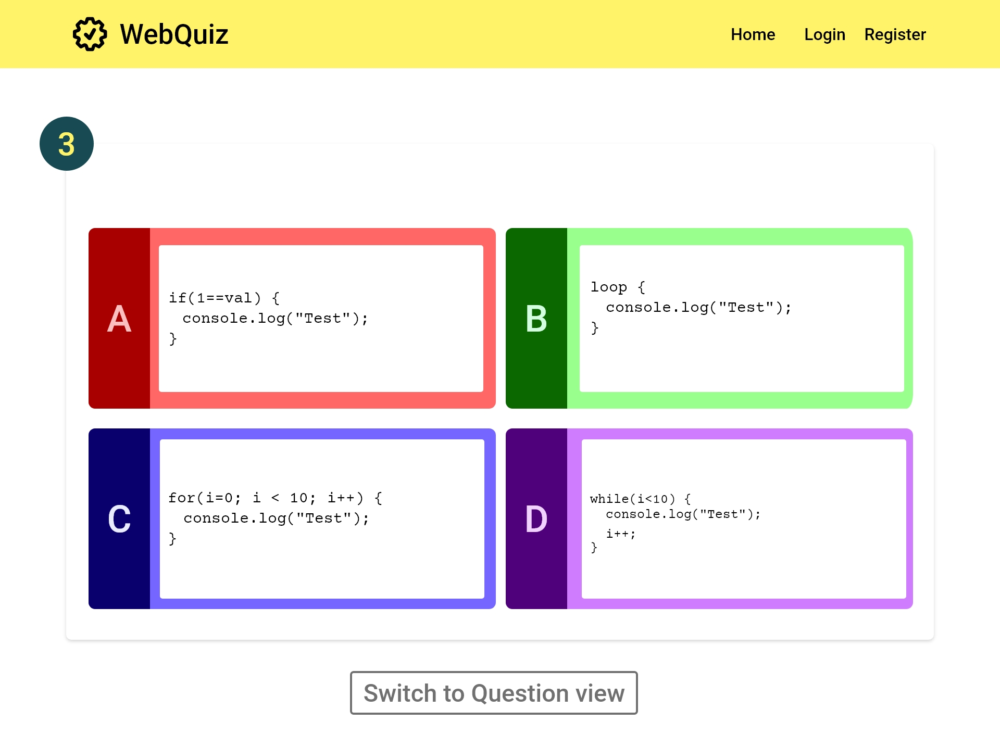 WebQuiz
Home Login Register
3
A
if(1==val) {
  console.log("Test");
}
B
loop {
  console.log("Test");
}
C
for(i=0; i < 10; i++) {
  console.log("Test");
}
D
while(i<10) {
  console.log("Test");
  i++;
}
Switch to Question view